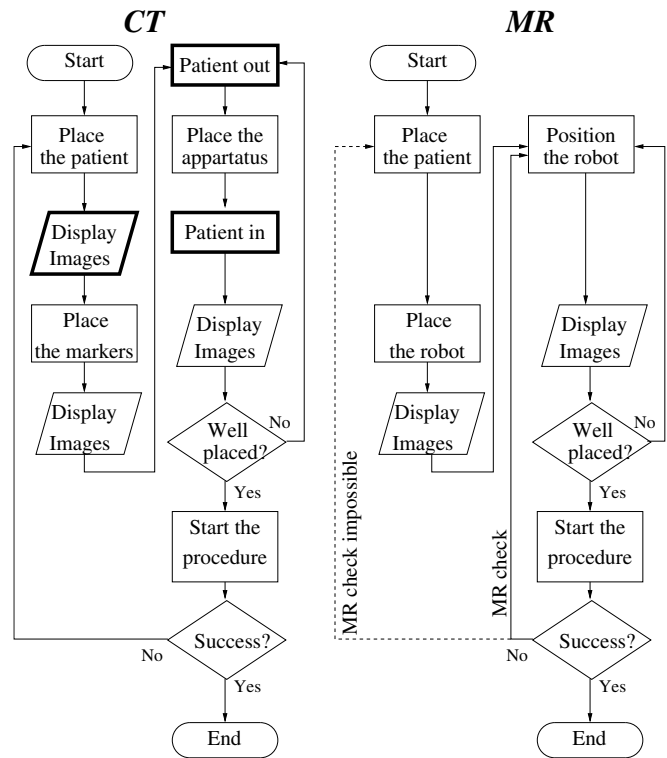 CT
Start
Place
the patient
Display
Images
Place
the markers
Display
Images
Patient out
Place the
appartatus
Patient in
Display
Images
Well
placed?
No
Yes
Start the
procedure
Success?
No
Yes
End
MR
Start
Place
the patient
Place
the robot
Display
Images
Position
the robot
Display
Images
Well
placed?
No
Yes
Start the
procedure
Success?
No
Yes
End
MR check impossible
MR check